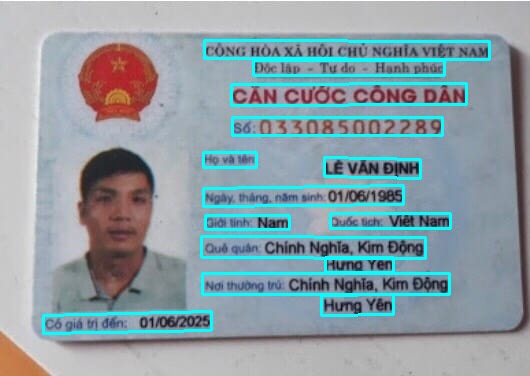 CỘNG HÒA XÃ HỘI CHỦ NGHĨA VIỆT NAM
Độc lập - Tự do - Hạnh phúc
CĂN CƯỚC CÔNG DÂN
Số: 033085002289
Họ và tên
LÊ VĂN ĐỊNH
Ngày, tháng, năm sinh: 01/06/1985
Giới tính: Nam Quốc tịch: Việt Nam
Quê quán: Chính Nghĩa, Kim Động
Hưng Yên
Nơi thường trú: Chính Nghĩa, Kim Động
Hưng Yên
Có giá trị đến: 01/06/2025